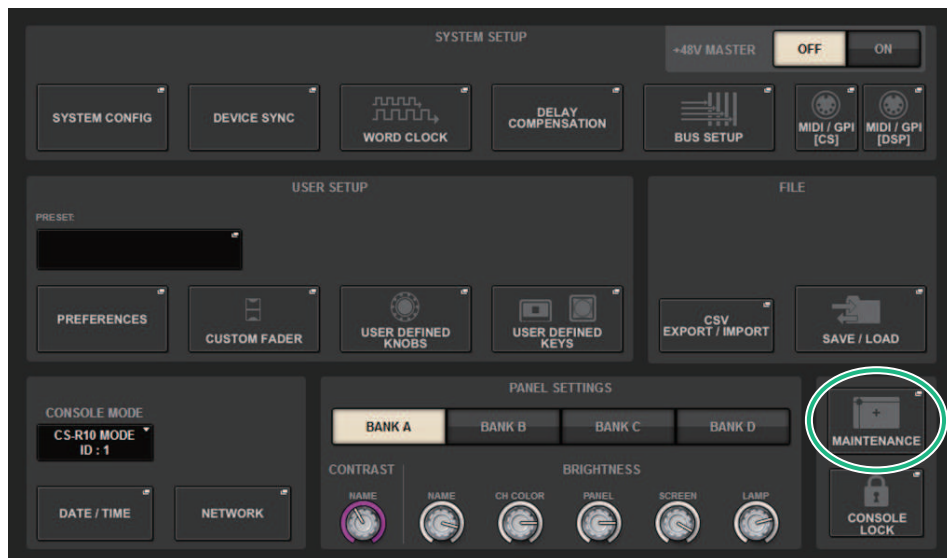 SYSTEM SETUP
+48V MASTER
OFF
ON
SYSTEM CONFIG
DEVICE SYNC
WORD CLOCK
DELAY
COMPENSATION
BUS SETUP
MIDI / GPI
[CS]
MIDI / GPI
[DSP]
USER SETUP
PRESET:
PREFERENCES
CUSTOM FADER
USER DEFINED
KNOBS
USER DEFINED
KEYS
FILE
CSV
EXPORT / IMPORT
SAVE / LOAD
CONSOLE MODE
CS-R10 MODE
ID : 1
DATE / TIME
NETWORK
PANEL SETTINGS
BANK A
BANK B
BANK C
BANK D
CONTRAST
BRIGHTNESS
NAME
NAME
CH COLOR
PANEL
SCREEN
LAMP
MAINTENANCE
CONSOLE
LOCK